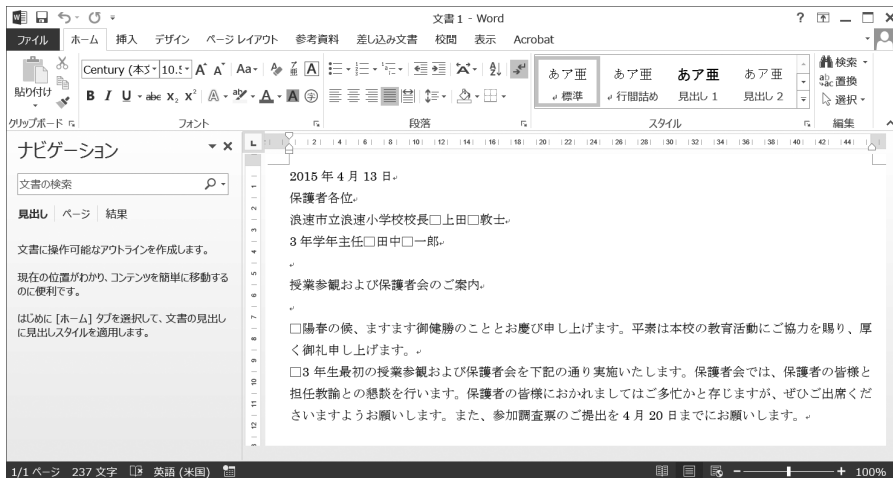 文書 1 - Word
ファイル ホーム 挿入 デザイン ページ レイアウト 参考資料 差し込み文書 校閲 表示 Acrobat
Century (本文 10.5 Aa A
検索
あア亜 あア亜 あア亜 あア亜
置換
貼り付け B I U abc X₂ X² A
標準 行間詰め 見出し 1 見出し 2
選択
クリップボード フォント 段落 スタイル 編集
ナビゲーション
文書の検索
見出し ページ 結果
文書に操作可能なアウトラインを作成します。
現在の位置がわかり、コンテンツを簡単に移動する
のに便利です。
はじめに [ホーム] タブを選択して、文書の見出し
に見出しスタイルを適用します。
2015 年 4 月 13 日
保護者各位
浪速市立浪速小学校校長□上田□敦士
3 年学年主任□田中□一郎
授業参観および保護者会のご案内
□陽春の候、ますます御健勝のこととお慶び申し上げます。平素は本校の教育活動にご協力を賜り、厚
く御礼申し上げます。
□3 年生最初の授業参観および保護者会を下記の通り実施いたします。保護者会では、保護者の皆様と
担任教諭との懇談を行います。保護者の皆様におかれましてはご多忙かと存じますが、ぜひご出席くだ
さいますようお願いします。また、参加調査票のご提出を 4 月 20 日までにお願いします。
1/1 ページ 237 文字 英語 (米国) 100%